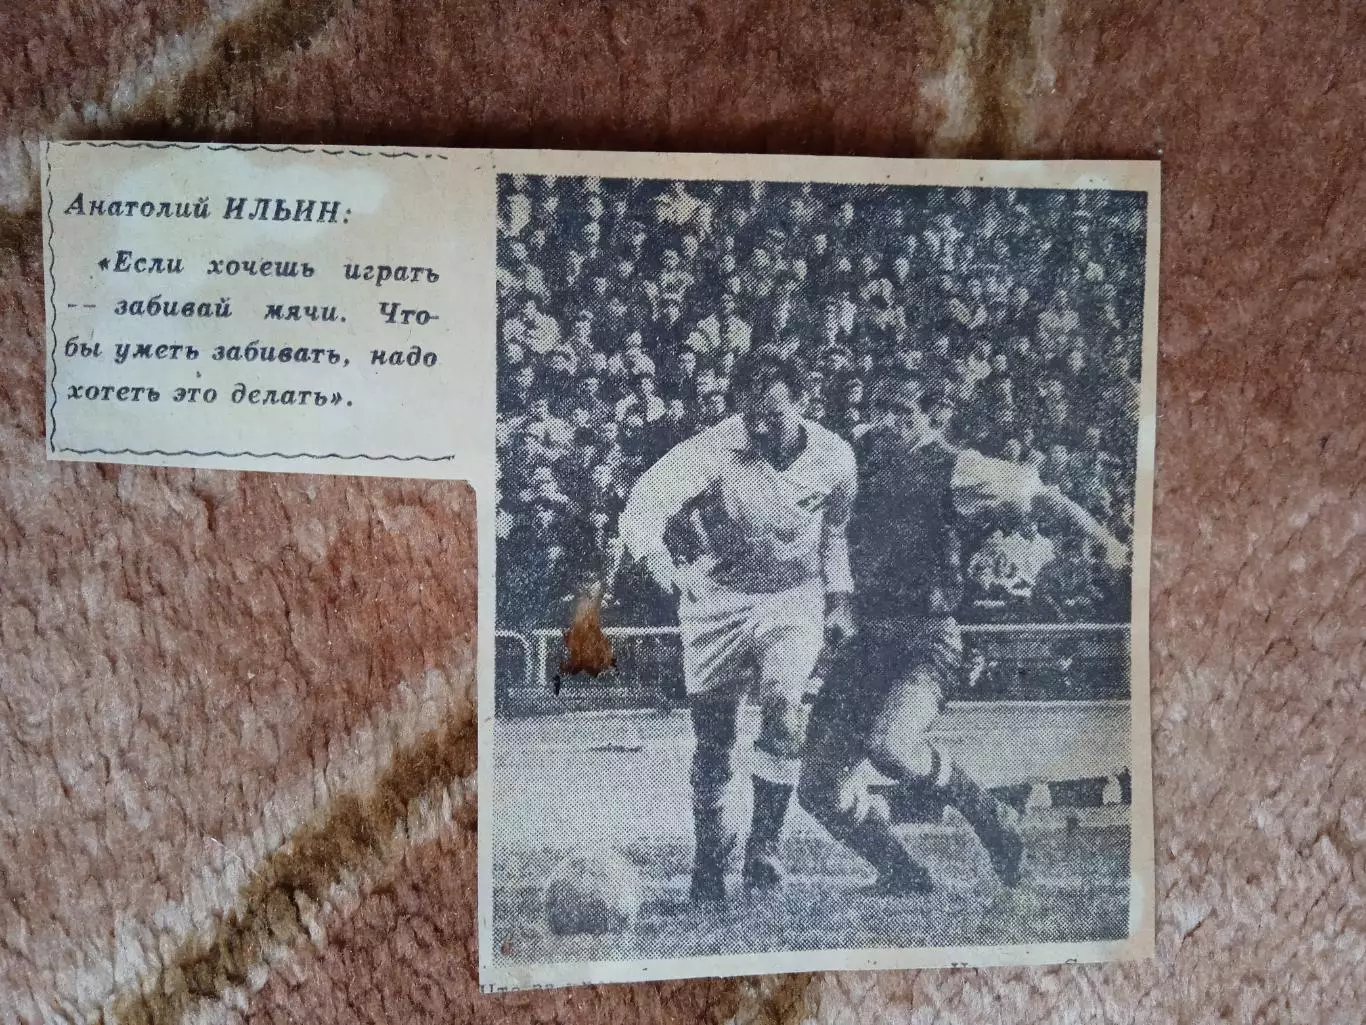 Анатолий ИЛЬИН:
«Если хочешь играть
-- забивай мячи. Что-
бы уметь забивать, надо
хотеть это делать».